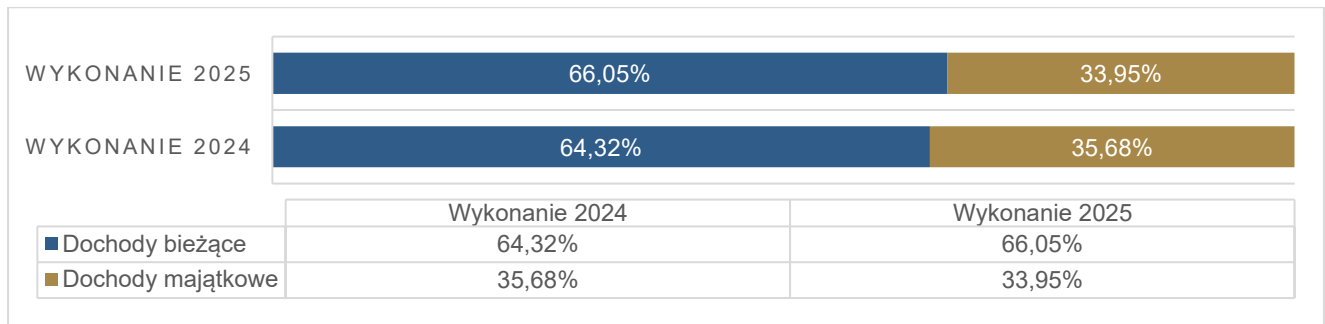 WYKONANIE 2025 66,05% 33,95%
WYKONANIE 2024 64,32% 35,68%
Wykonanie 2024 Wykonanie 2025
Dochody bieżące 64,32% 66,05%
Dochody majątkowe 35,68% 33,95%